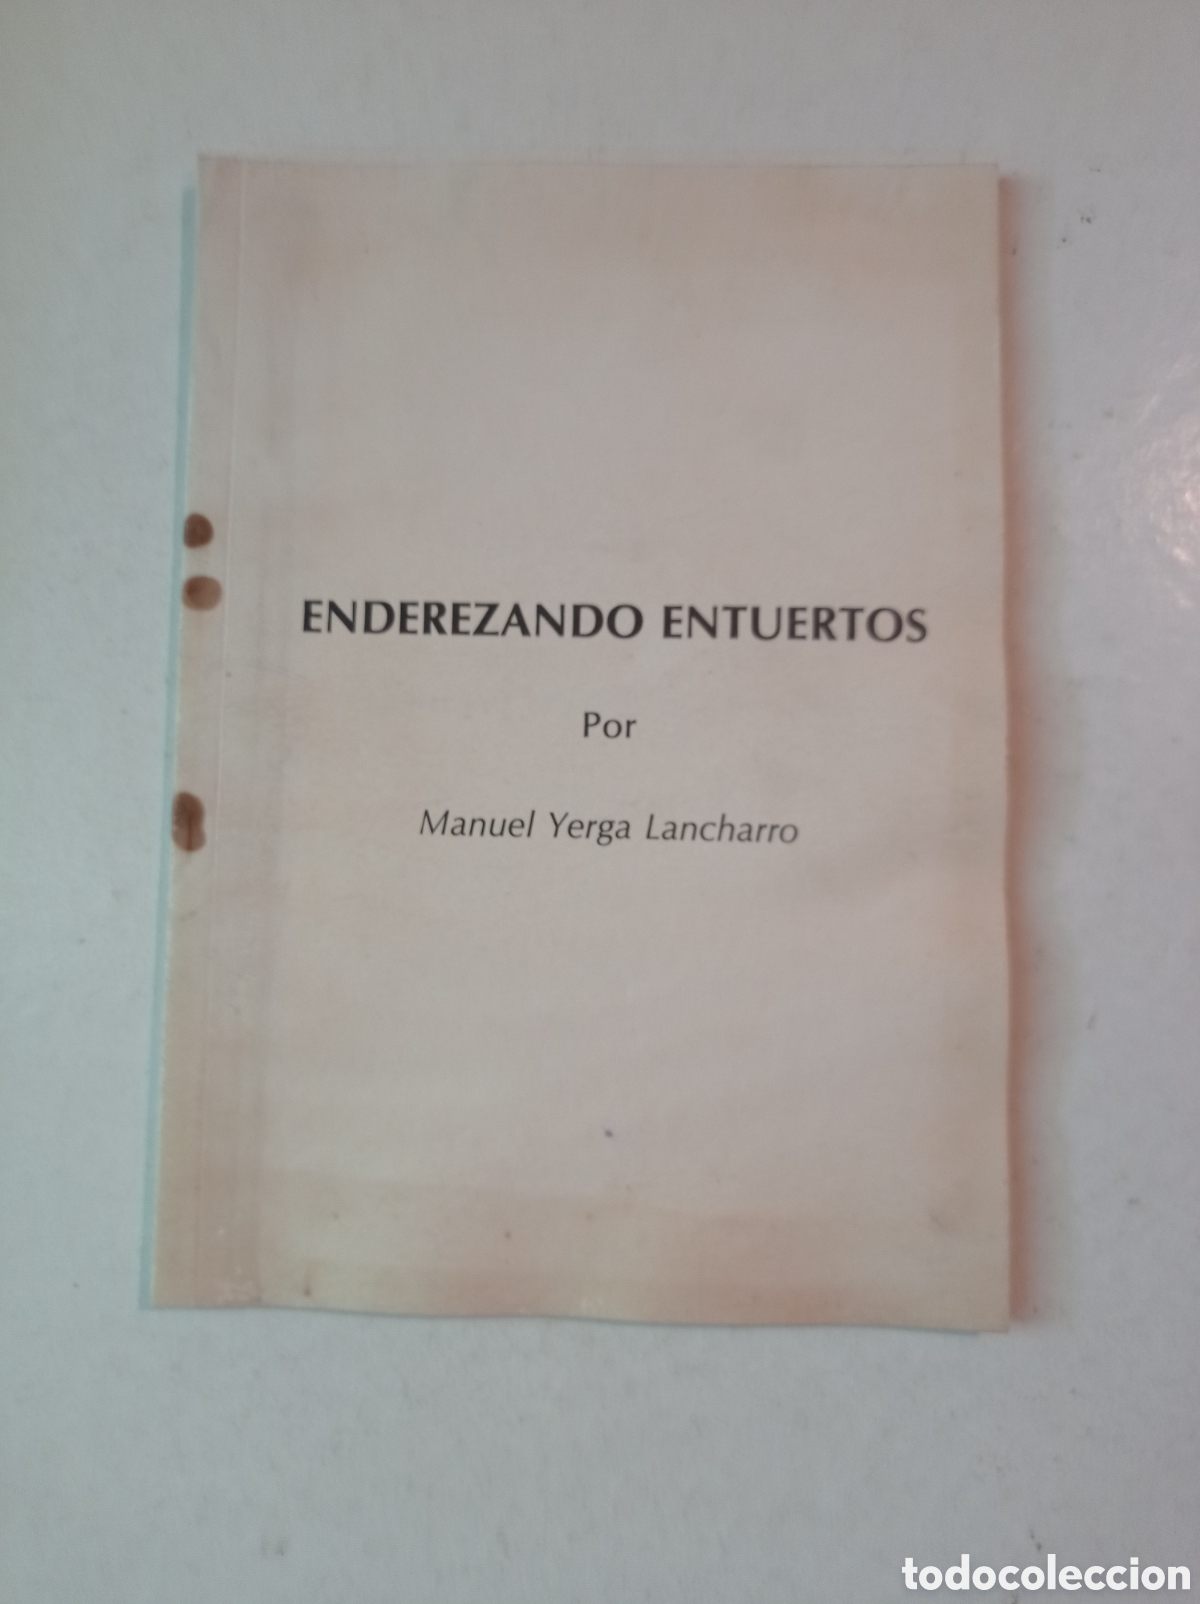 ENDEREZANDO ENTUERTOS
Por
Manuel Yerga Lancharro
todocoleccion